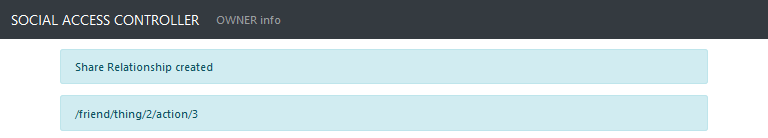 SOCIAL ACCESS CONTROLLER OWNER info
Share Relationship created
/friend/thing/2/action/3